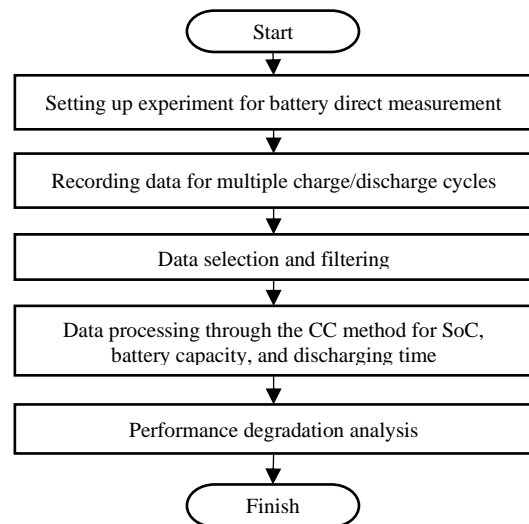 Start
Setting up experiment for battery direct measurement
Recording data for multiple charge/discharge cycles
Data selection and filtering
Data processing through the CC method for SoC,
battery capacity, and discharging time
Performance degradation analysis
Finish